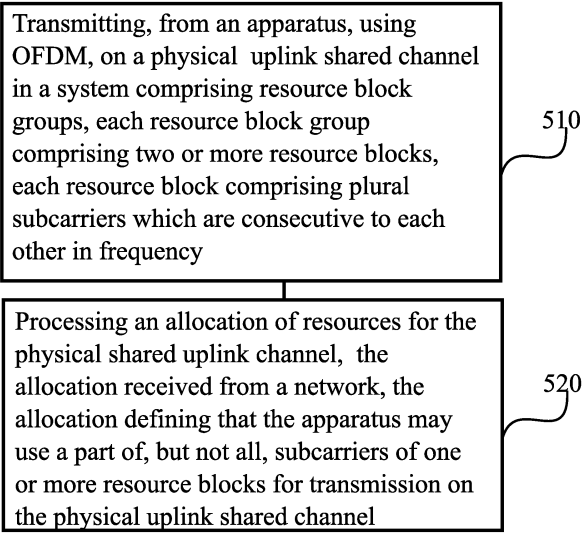 Transmitting, from an apparatus, using
OFDM, on a physical uplink shared channel
in a system comprising resource block
groups, each resource block group
comprising two or more resource blocks,
each resource block comprising plural
subcarriers which are consecutive to each
other in frequency
510
Processing an allocation of resources for the
physical shared uplink channel, the
allocation received from a network, the
allocation defining that the apparatus may
use a part of, but not all, subcarriers of one
or more resource blocks for transmission on
the physical uplink shared channel
520